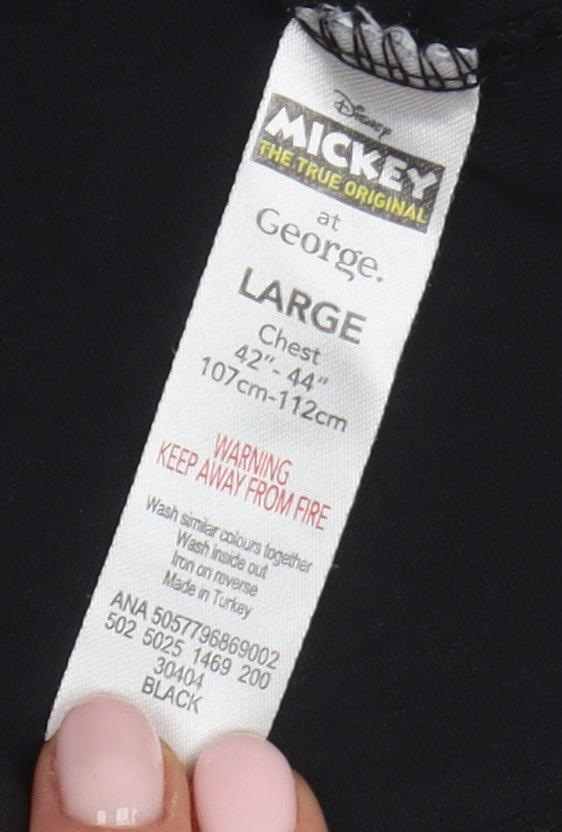 Disney
MICKEY
THE TRUE ORIGINAL
at
George.
LARGE
Chest
42"- 44"
107cm-112cm
WARNING
KEEP AWAY FROM FIRE
Wash similar colours together
Wash inside out
Iron on reverse
Made in Turkey
ANA 5057796869002
502 5025 1469 200
30404
BLACK